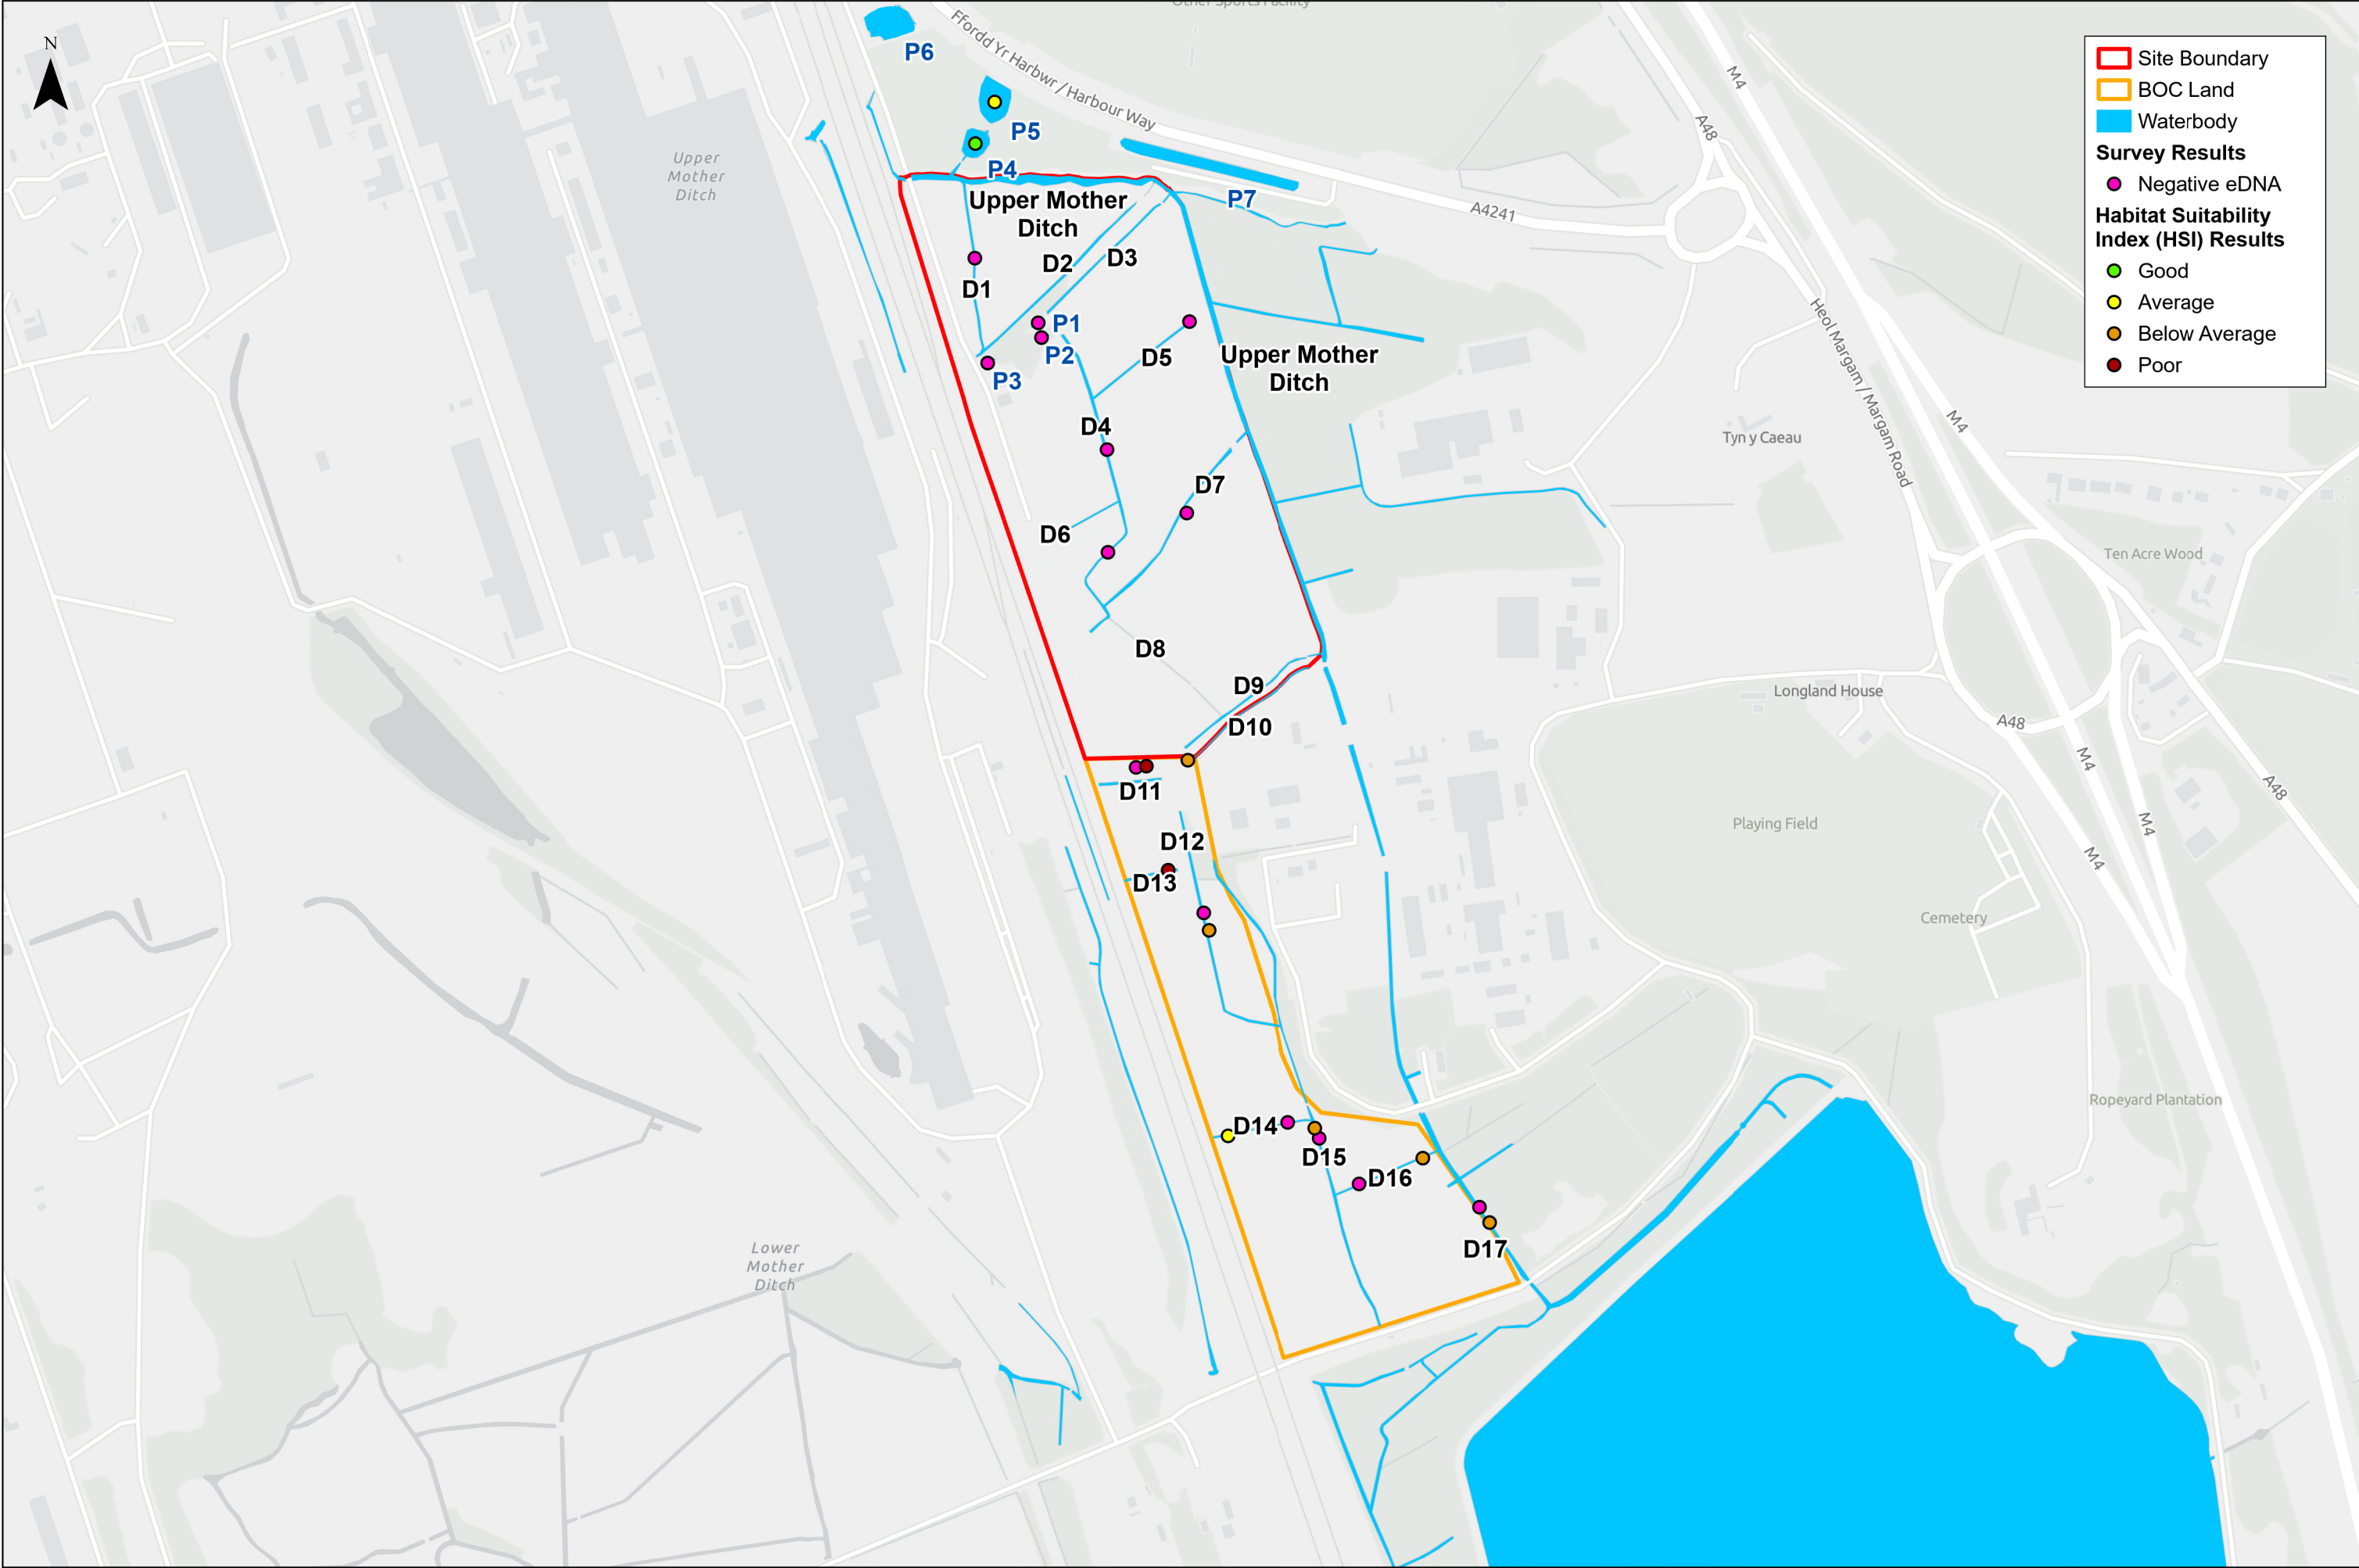 Other Sports Facility
N
P6
Ffordd Yr Harbwr / Harbour Way
M4
A48
P5
P4
Upper
Mother
Ditch
Upper Mother
Ditch
P7
A4241
D1
D2
D3
P1
P2
P3
D5
Upper Mother
Ditch
D4
D7
D6
D8
D9
D10
D11
D12
D13
D14
D15
D16
D17
Heol Margam / Margam Road
Tyn y Caeau
M4
Ten Acre Wood
Longland House
A48
M4
A48
M4
M4
Playing Field
Cemetery
Ropeyard Plantation
Lower
Mother
Ditch
Site Boundary
BOC Land
Waterbody
Survey Results
Negative eDNA
Habitat Suitability
Index (HSI) Results
Good
Average
Below Average
Poor